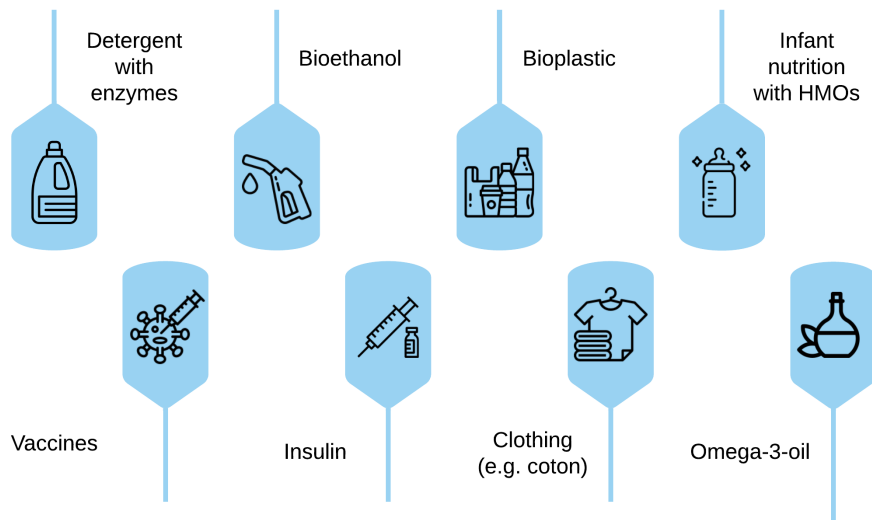 Detergent
with
enzymes
Bioethanol
Bioplastic
Infant
nutrition
with HMOs
Vaccines
Insulin
Clothing
(e.g. coton)
Omega-3-oil